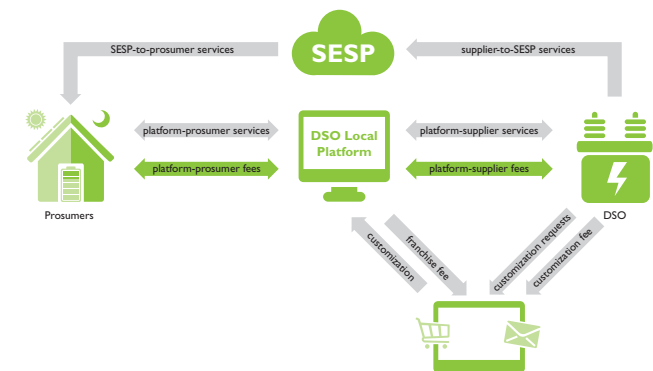 SESP
SESP-to-prosumer services
supplier-to-SESP services
platform-prosumer services
DSO Local
Platform
platform-supplier services
platform-prosumer fees
platform-supplier fees
Prosumers
DSO
customization
franchise fee
customization requests
customization fee